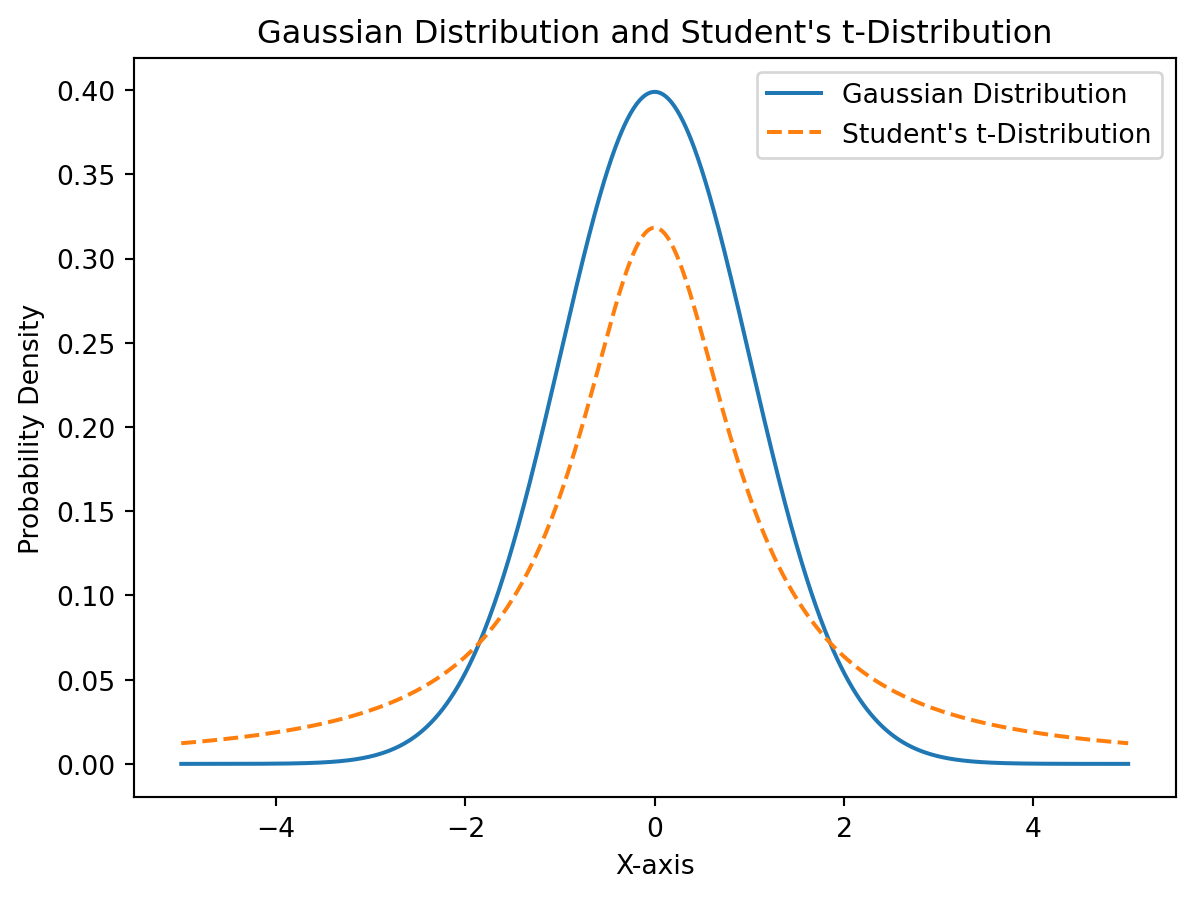 Gaussian Distribution and Student's t-Distribution
Gaussian Distribution
Student's t-Distribution
0.40
0.35
0.30
0.25
0.20
0.15
0.10
0.05
0.00
Probability Density
−4 −2 0 2 4
X-axis